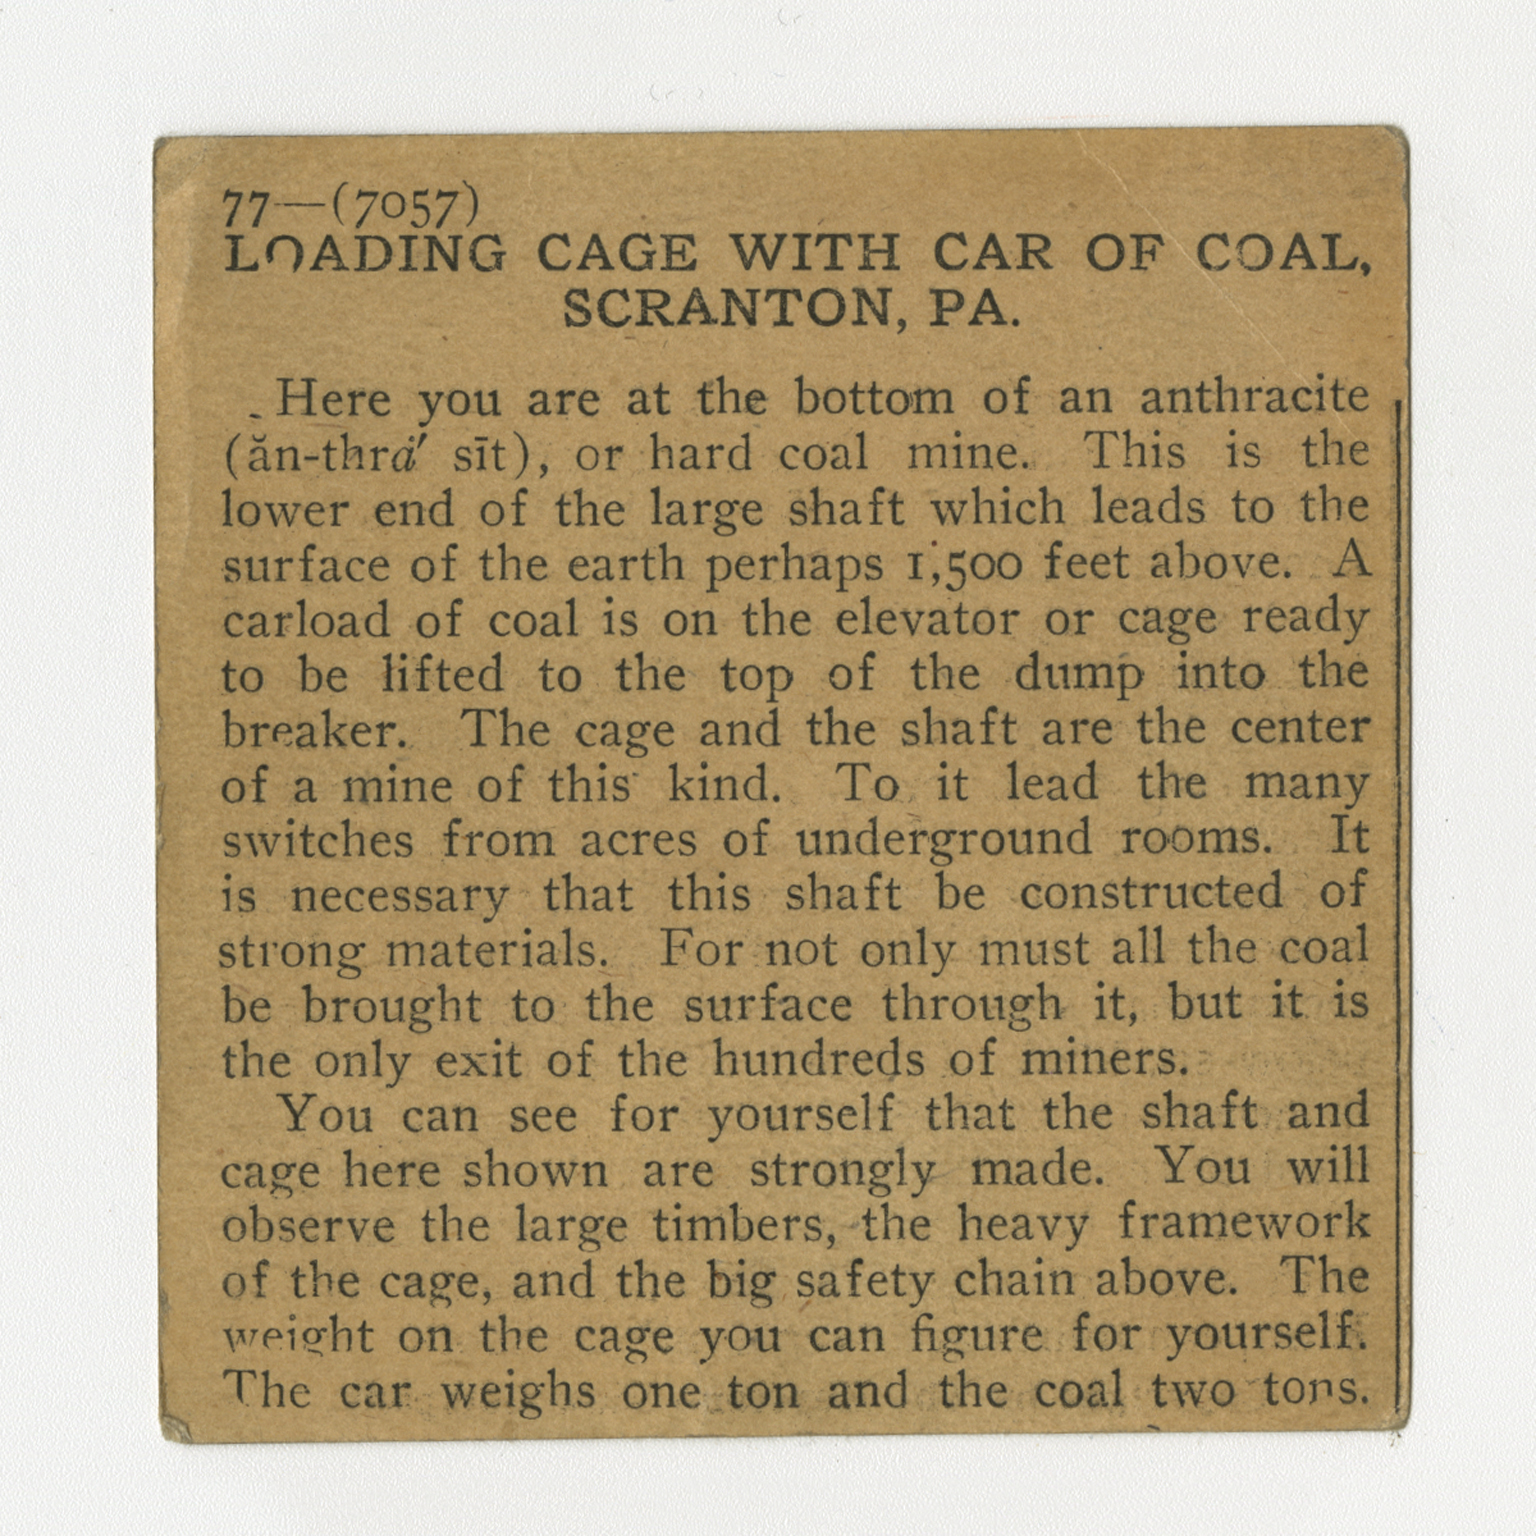 77—(7057)
LOADING CAGE WITH CAR OF COAL,
SCRANTON, PA.
Here you are at the bottom of an anthracite
(ăn-thrȧ′ sīt), or hard coal mine. This is the
lower end of the large shaft which leads to the
surface of the earth perhaps 1,500 feet above. A
carload of coal is on the elevator or cage ready
to be lifted to the top of the dump into the
breaker. The cage and the shaft are the center
of a mine of this kind. To it lead the many
switches from acres of underground rooms. It
is necessary that this shaft be constructed of
strong materials. For not only must all the coal
be brought to the surface through it, but it is
the only exit of the hundreds of miners.
You can see for yourself that the shaft and
cage here shown are strongly made. You will
observe the large timbers, the heavy framework
of the cage, and the big safety chain above. The
weight on the cage you can figure for yourself.
The car weighs one ton and the coal two tons.